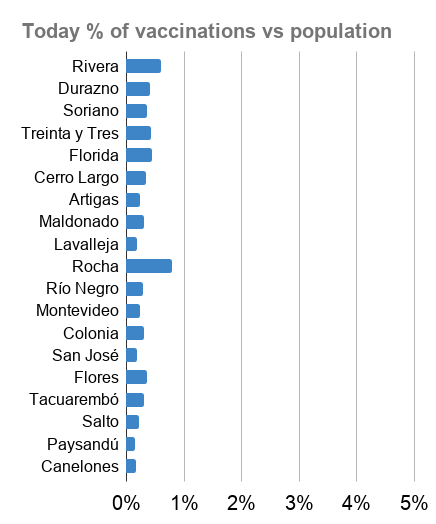 Today % of vaccinations vs population
Rivera
Durazno
Soriano
Treinta y Tres
Florida
Cerro Largo
Artigas
Maldonado
Lavalleja
Rocha
Río Negro
Montevideo
Colonia
San José
Flores
Tacuarembó
Salto
Paysandú
Canelones
0% 1% 2% 3% 4% 5%